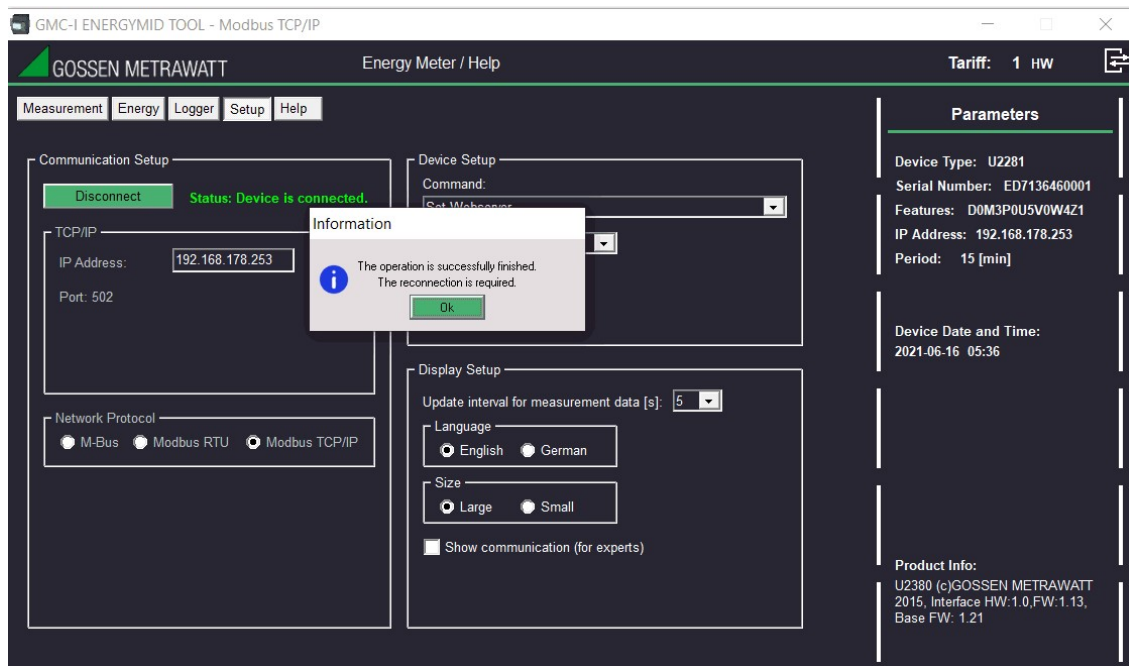 GMC-I ENERGYMID TOOL - Modbus TCP/IP
GOSSEN METRAWATT
Energy Meter / Help
Tariff: 1 HW
Measurement Energy Logger Setup Help
Communication Setup
Disconnect
Status: Device is connected.
TCP/IP
IP Address: 192.168.178.253
Port: 502
Network Protocol
M-Bus Modbus RTU Modbus TCP/IP
Device Setup
Command:
Set Webserver
Information
The operation is successfully finished.
The reconnection is required.
Ok
Display Setup
Update interval for measurement data [s]: 5
Language
English German
Size
Large Small
Show communication (for experts)
Parameters
Device Type: U2281
Serial Number: ED7136460001
Features: D0M3P0U5V0W4Z1
IP Address: 192.168.178.253
Period: 15 [min]
Device Date and Time:
2021-06-16 05:36
Product Info:
U2380 (c)GOSSEN METRAWATT
2015, Interface HW:1.0,FW:1.13,
Base FW: 1.21